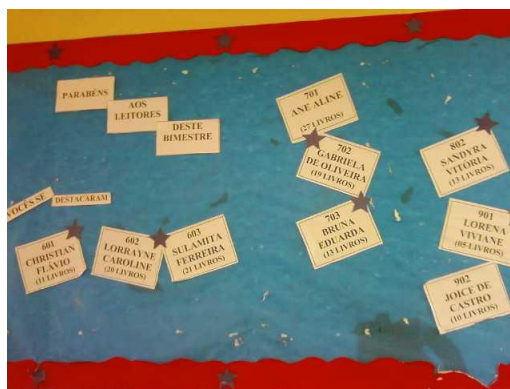 PARABÉNS
AOS
LEITORES
DESTE
BIMESTRE
VOCÊS SE
DESTACARAM
601
CHRISTIAN
FLÁVIO
(11 LIVROS)
602
LORRAYNE
CAROLINE
(20 LIVROS)
603
SULAMITA
FERREIRA
(21 LIVROS)
701
ANE ALINE
(27 LIVROS)
702
GABRIELA
DE OLIVEIRA
(19 LIVROS)
703
BRUNA
EDUARDA
(15 LIVROS)
802
SANDYRA
VITÓRIA
(13 LIVROS)
901
LORENA
VIVIANE
(05 LIVROS)
902
JOICE DE
CASTRO
(10 LIVROS)